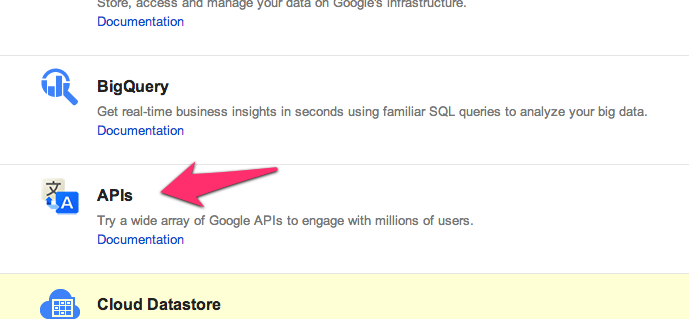 Store, access and manage your data on Google's infrastructure.
Documentation
BigQuery
Get real-time business insights in seconds using familiar SQL queries to analyze your big data.
Documentation
文
A
APIs
Try a wide array of Google APIs to engage with millions of users.
Documentation
Cloud Datastore